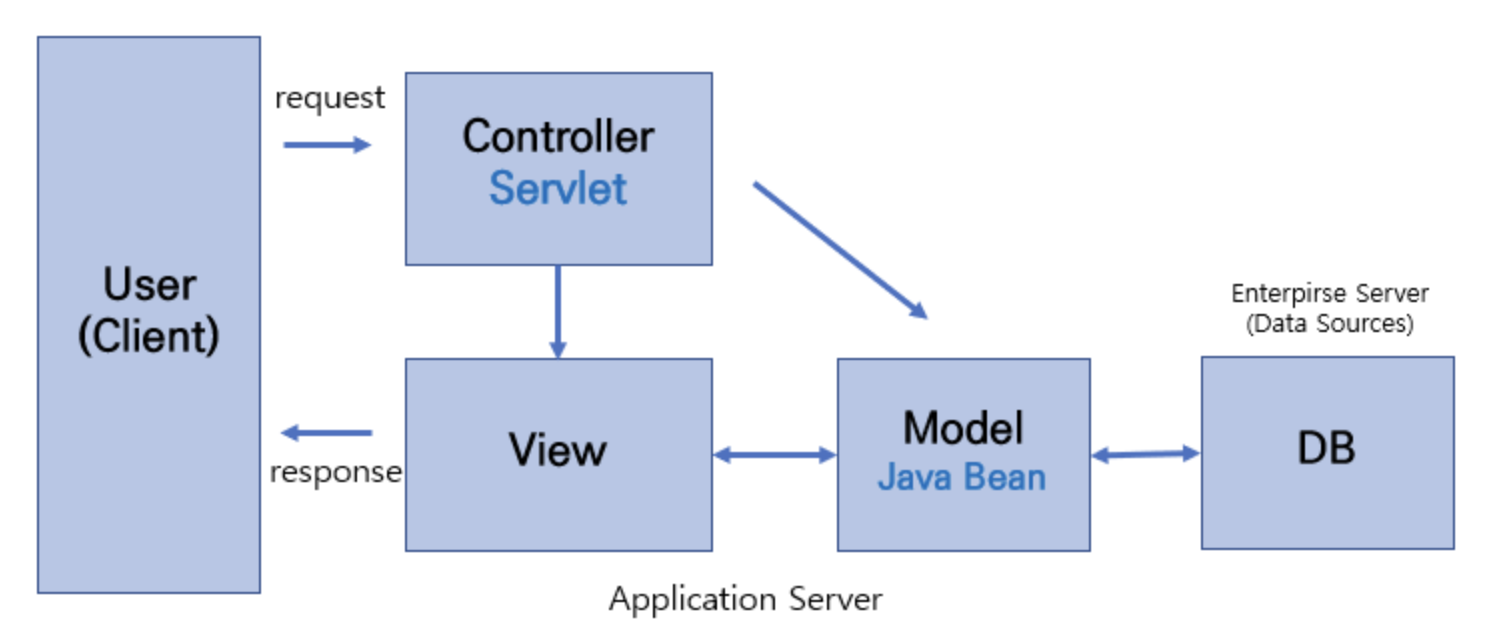 request
Controller
Servlet
User
(Client)
Enterpirse Server
(Data Sources)
View
response
Model
Java Bean
DB
Application Server